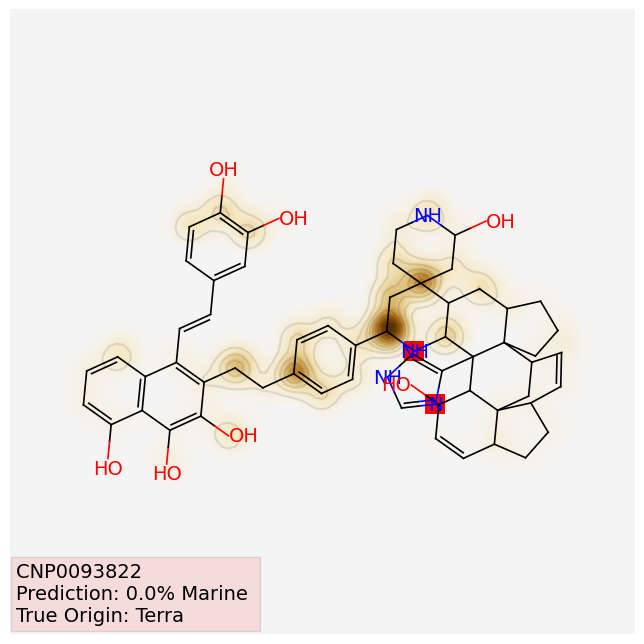 OH
OH
NH
OH
NH
NH
HO
N
OH
HO
HO
CNP0093822
Prediction: 0.0% Marine
True Origin: Terra